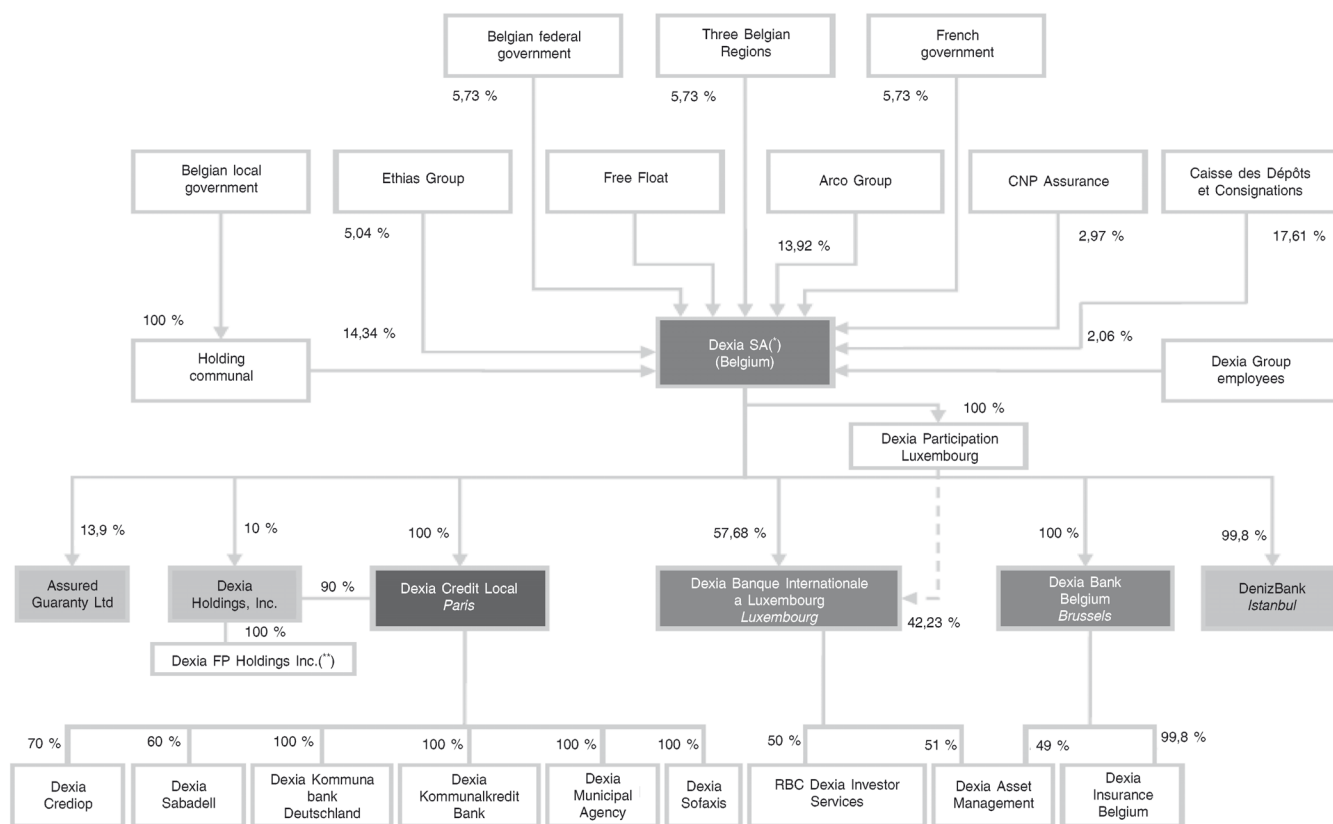 Belgian federal
government
Three Belgian
Regions
French
government
5,73 %
5,73 %
5,73 %
Belgian local
government
Ethias Group
Free Float
Arco Group
CNP Assurance
Caisse des Dépôts
et Consignations
5,04 %
13,92 %
2,97 %
17,61 %
100 %
14,34 %
2,06 %
Holding
communal
Dexia SA(*)
(Belgium)
Dexia Group
employees
100 %
Dexia Participation
Luxembourg
13,9 %
10 %
100 %
57,68 %
100 %
99,8 %
Assured
Guaranty Ltd
Dexia
Holdings, Inc.
90 %
Dexia Credit Local
Paris
Dexia Banque Internationale
a Luxembourg
Luxembourg
42,23 %
Dexia Bank
Belgium
Brussels
DenizBank
Istanbul
100 %
Dexia FP Holdings Inc.(**)
70 %
60 %
100 %
100 %
100 %
100 %
50 %
51 %
49 %
99,8 %
Dexia
Crediop
Dexia
Sabadell
Dexia Kommuna
bank
Deutschland
Dexia
Kommunalkredit
Bank
Dexia
Municipal
Agency
Dexia
Sofaxis
RBC Dexia Investor
Services
Dexia Asset
Management
Dexia
Insurance
Belgium